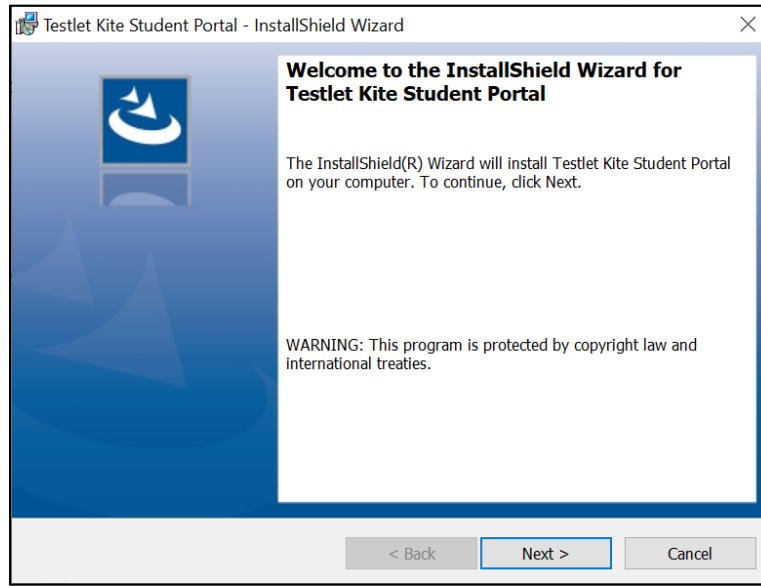 Testlet Kite Student Portal - InstallShield Wizard
Welcome to the InstallShield Wizard for
Testlet Kite Student Portal
The InstallShield(R) Wizard will install Testlet Kite Student Portal
on your computer. To continue, click Next.
WARNING: This program is protected by copyright law and
international treaties.
< Back
Next >
Cancel